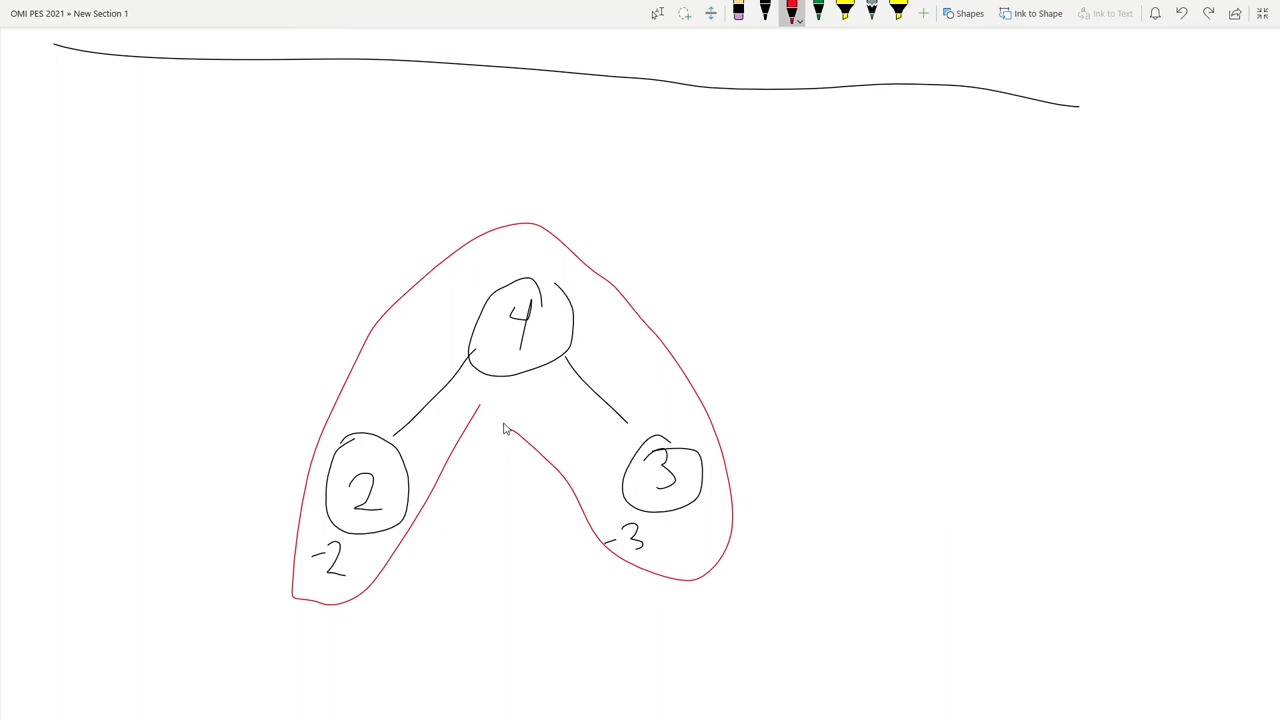 OMI PES 2021 » New Section 1
Shapes
Ink to Shape
Ink to Text
4
2
3
-2
-3